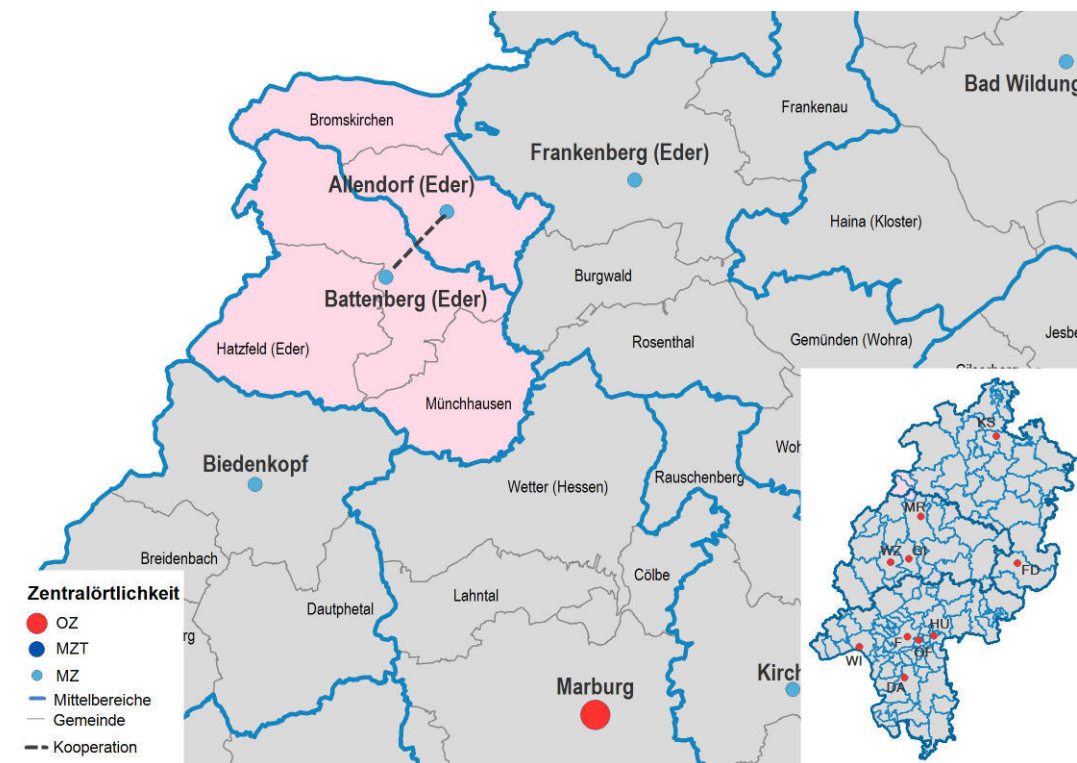 Bad Wildung
Frankenau
Bromskirchen
Frankenberg (Eder)
Allendorf (Eder)
Haina (Kloster)
Burgwald
Battenberg (Eder)
Hatzfeld (Eder)
Rosenthal
Gemünden (Wohra)
Jesbe
Münchhausen
Biedenkopf
Wetter (Hessen)
Rauschenberg
Woh
Breidenbach
Cölbe
Lahntal
Dautphetal
rg
Marburg
Kirch
Zentralörtlichkeit
OZ
MZT
MZ
Mittelbereiche
Gemeinde
Kooperation
KS
MR
WZ
GI
FD
HU
F
OF
WI
DA